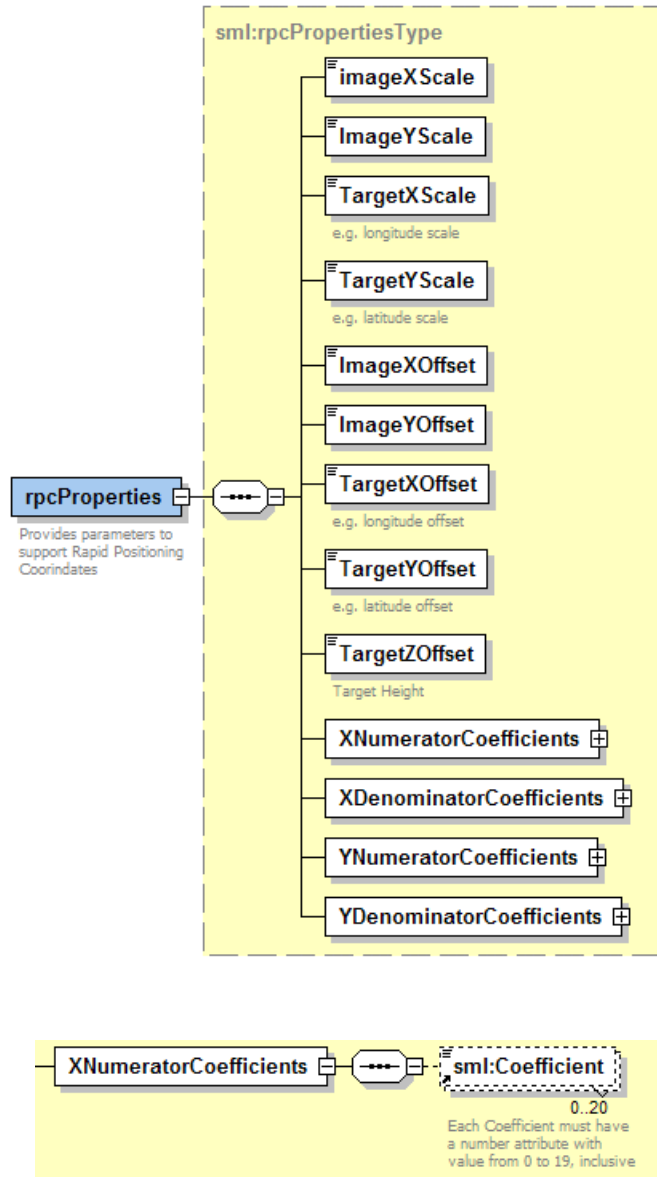 sml:rpcPropertiesType
imageXScale
ImageYScale
TargetXScale
e.g. longitude scale
TargetYScale
e.g. latitude scale
ImageXOffset
ImageYOffset
rpcProperties
Provides parameters to
support Rapid Positioning
Coorindates
TargetXOffset
e.g. longitude offset
TargetYOffset
e.g. latitude offset
TargetZOffset
Target Height
XNumeratorCoefficients
XDenominatorCoefficients
YNumeratorCoefficients
YDenominatorCoefficients
XNumeratorCoefficients
sml:Coefficient
0..20
Each Coefficient must have
a number attribute with
value from 0 to 19, inclusive